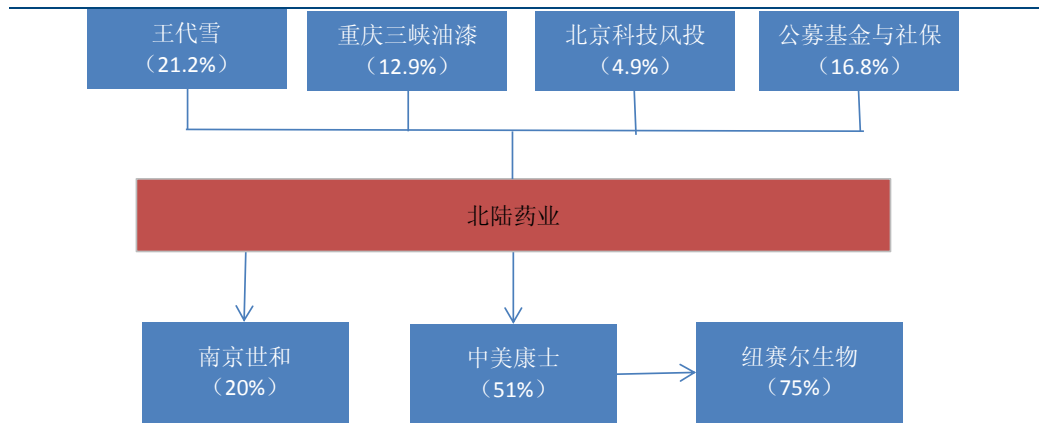 王代雪
（21.2%）
重庆三峡油漆
（12.9%）
北京科技风投
（4.9%）
公募基金与社保
（16.8%）
北陆药业
南京世和
（20%）
中美康士
（51%）
纽赛尔生物
（75%）